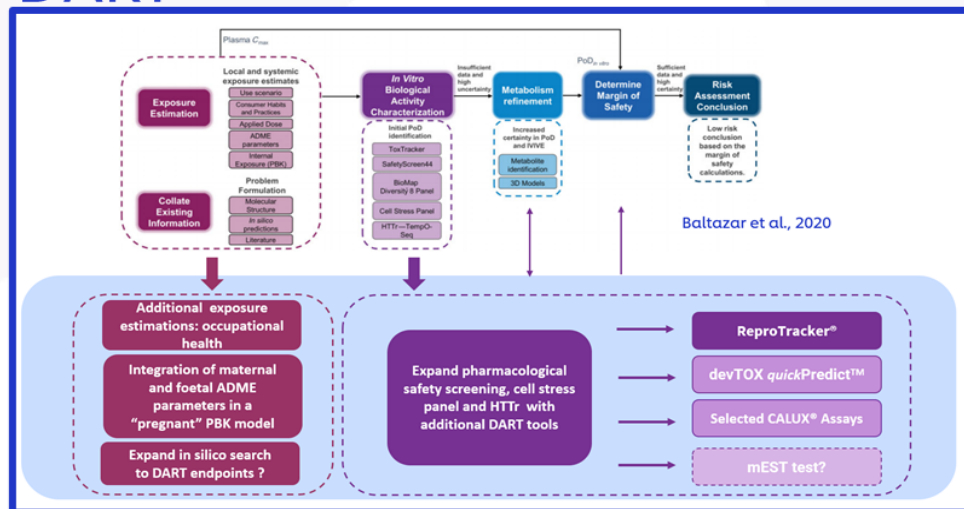 DART
Plasma Cmax
Local and systemic
exposure estimates
Exposure
Estimation
Use scenario
Consumer Habits
and Practices
Applied Dose
ADME
parameters
Internal
Exposure (PBK)
Problem
Formulation
Collate
Existing
Information
Molecular
Structure
In silico
predictions
Literature
In Vitro
Biological
Activity
Characterization
Initial PoD
identification
ToxTracker
SafetyScreen44
BioMap
Diversity 8 Panel
Cell Stress Panel
HTTr—TempO-
Seq
Insufficient
data and
high
uncertainty
Metabolism
refinement
Increased
certainty in PoD
and IVIVE
Metabolite
identification
3D Models
PoDin vitro
Determine
Margin of
Safety
Sufficient
data and
high
certainty
Risk
Assessment
Conclusion
Low risk
conclusion
based on the
margin of
safety
calculations.
Baltazar et al., 2020
Additional exposure
estimations: occupational
health
Integration of maternal
and foetal ADME
parameters in a
“pregnant” PBK model
Expand in silico search
to DART endpoints ?
Expand pharmacological
safety screening, cell stress
panel and HTTr with
additional DART tools
ReproTracker®
devTOX quickPredict™
Selected CALUX® Assays
mEST test?